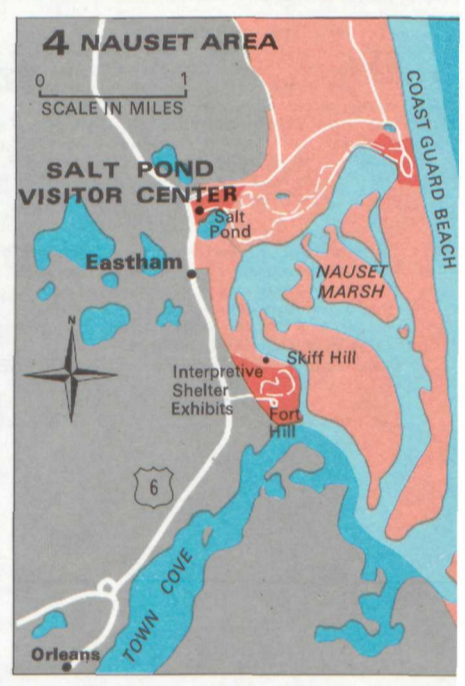 4 NAUSET AREA
0 1
SCALE IN MILES
COAST GUARD BEACH
SALT POND
VISITOR CENTER
Salt
Pond
Eastham
NAUSET
MARSH
N
Skiff Hill
Interpretive
Shelter
Exhibits
Fort
Hill
6
TOWN COVE
Orleans